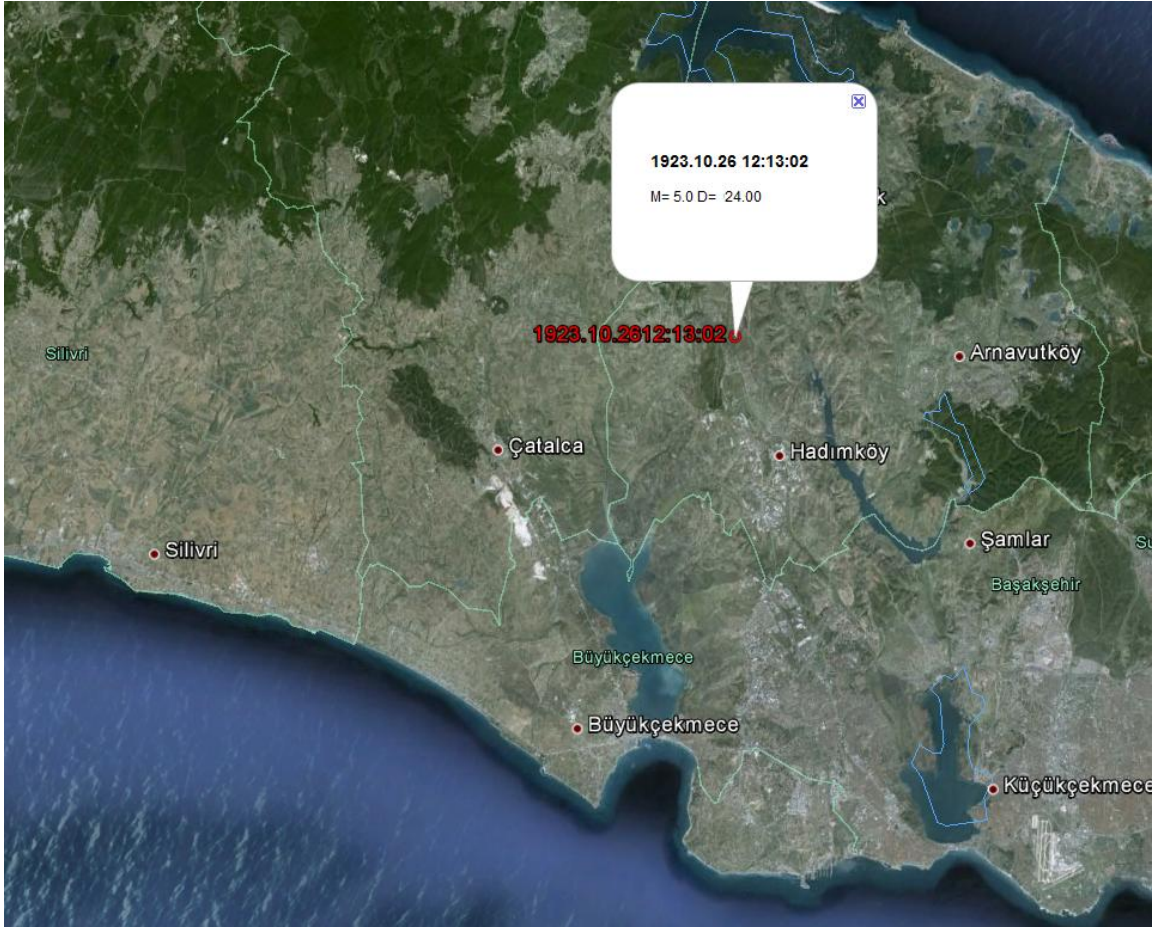 1923.10.26 12:13:02
M= 5.0 D= 24.00
k
1923.10.2612:13:02
Silivri
Arnavutköy
Çatalca
Hadımköy
Silivri
Şamlar
Su
Başakşehir
Büyükçekmece
Büyükçekmece
Küçükçekmece